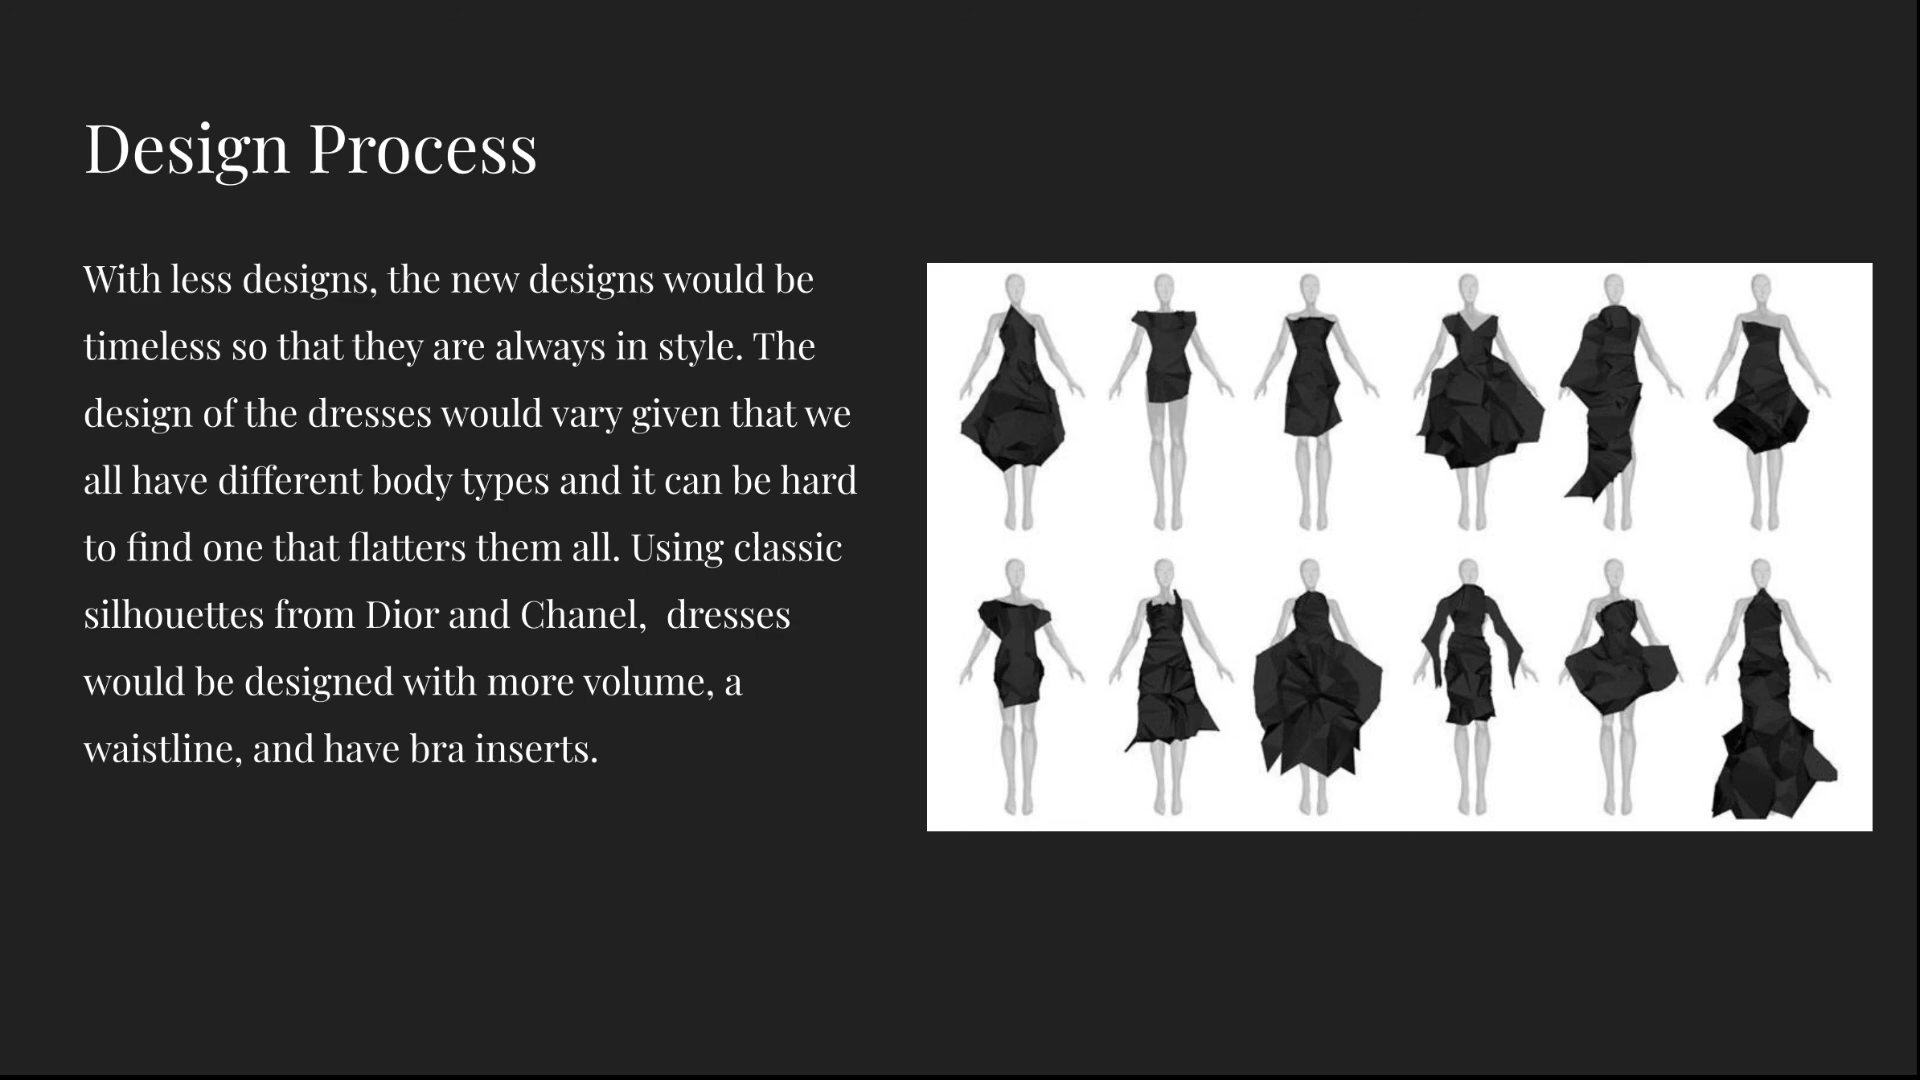 Design Process
With less designs, the new designs would be
timeless so that they are always in style. The
design of the dresses would vary given that we
all have different body types and it can be hard
to find one that flatters them all. Using classic
silhouettes from Dior and Chanel,  dresses
would be designed with more volume, a
waistline, and have bra inserts.